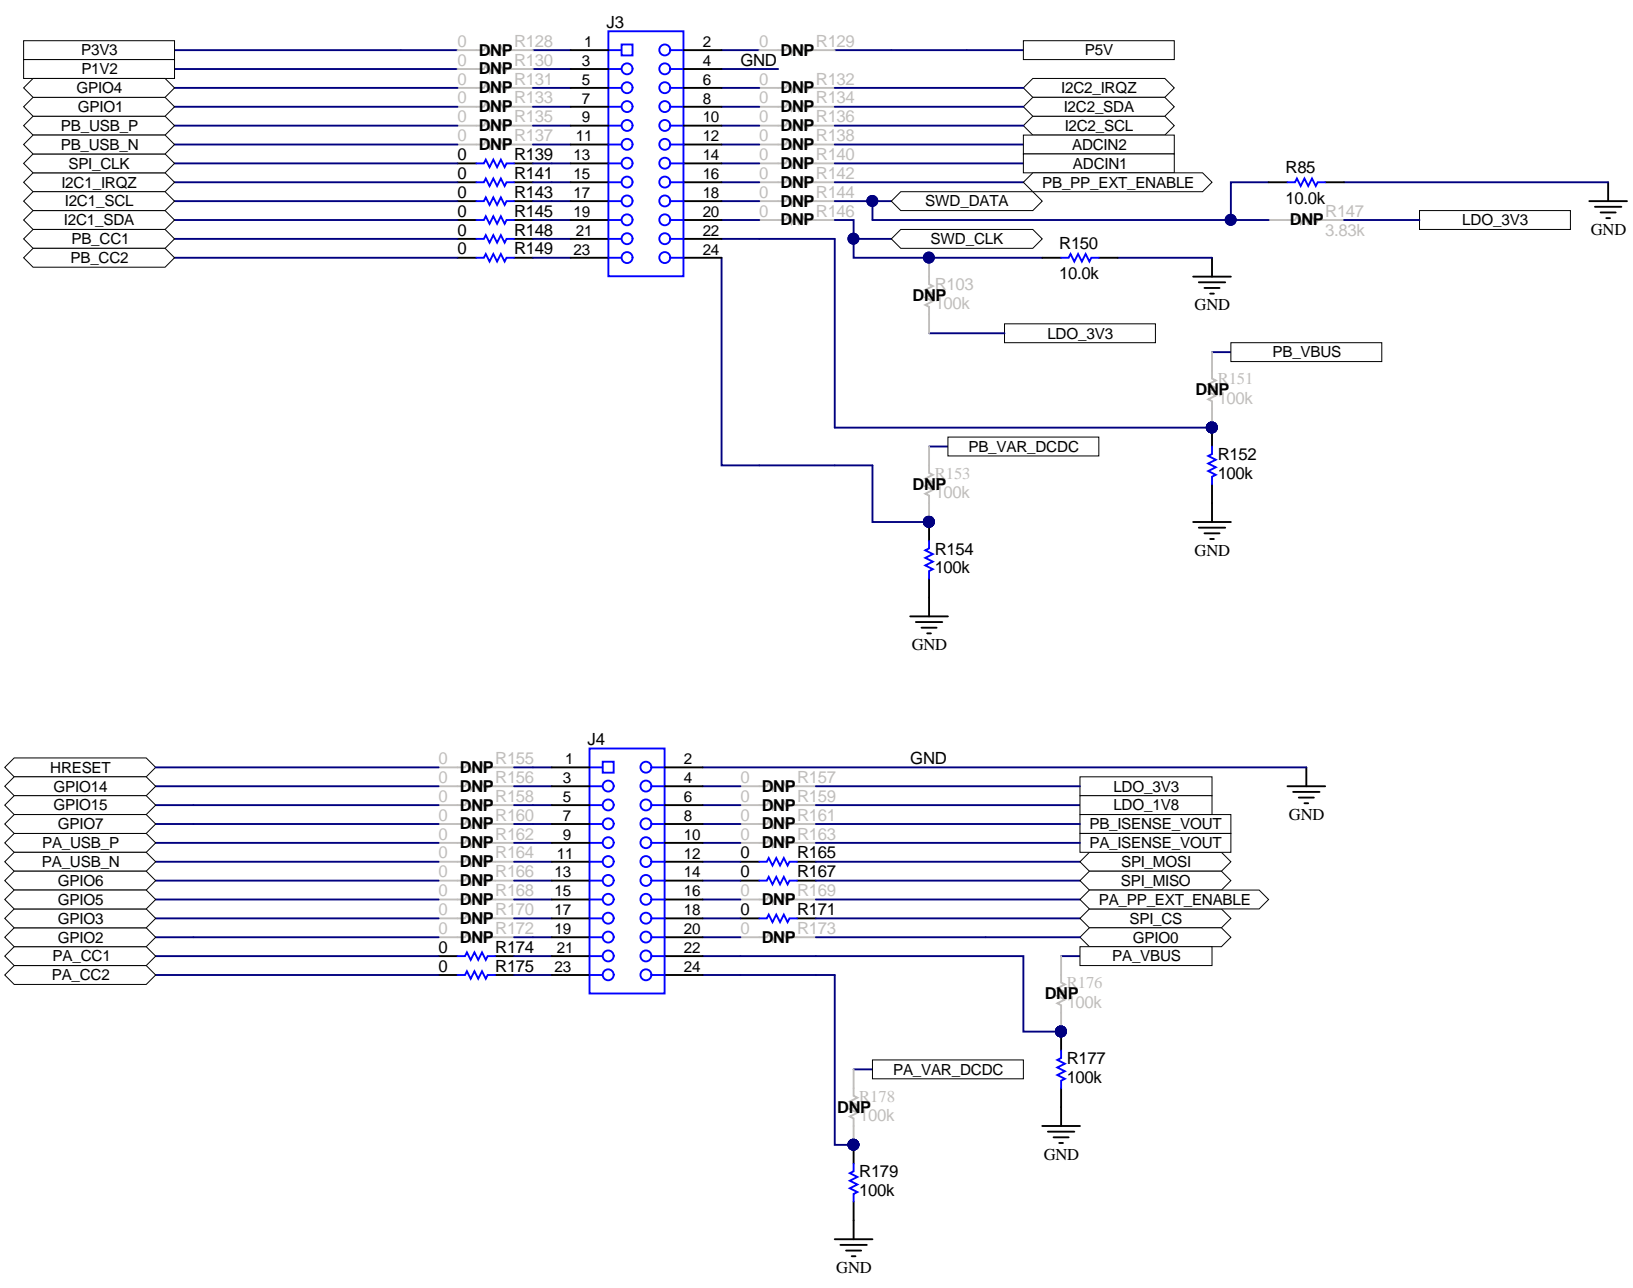 J3
P3V3 0 DNP R128 1 2 0 DNP R129 P5V
P1V2 0 DNP R130 3 4 GND
GPIO4 0 DNP R131 5 6 0 DNP R132 I2C2_IRQZ
GPIO1 0 DNP R133 7 8 0 DNP R134 I2C2_SDA
PB_USB_P 0 DNP R135 9 10 0 DNP R136 I2C2_SCL
PB_USB_N 0 DNP R137 11 12 0 DNP R138 ADCIN2
SPI_CLK 0 R139 13 14 0 DNP R140 ADCIN1
I2C1_IRQZ 0 R141 15 16 0 DNP R142 PB_PP_EXT_ENABLE
I2C1_SCL 0 R143 17 18 0 DNP R144 SWD_DATA
I2C1_SDA 0 R145 19 20 0 DNP R146
PB_CC1 0 R148 21 22 SWD_CLK
PB_CC2 0 R149 23 24
R85
10.0k
GND
DNP R147
3.83k
LDO_3V3
R150
10.0k
GND
R103
DNP 100k
LDO_3V3
PB_VBUS
R151
DNP 100k
R152
100k
GND
PB_VAR_DCDC
R153
DNP 100k
R154
100k
GND
J4
HRESET 0 DNP R155 1 2 GND
GND
GPIO14 0 DNP R156 3 4 0 DNP R157 LDO_3V3
GPIO15 0 DNP R158 5 6 0 DNP R159 LDO_1V8
GPIO7 0 DNP R160 7 8 0 DNP R161 PB_ISENSE_VOUT
PA_USB_P 0 DNP R162 9 10 0 DNP R163 PA_ISENSE_VOUT
PA_USB_N 0 DNP R164 11 12 0 R165 SPI_MOSI
GPIO6 0 DNP R166 13 14 0 R167 SPI_MISO
GPIO5 0 DNP R168 15 16 0 DNP R169 PA_PP_EXT_ENABLE
GPIO3 0 DNP R170 17 18 0 R171 SPI_CS
GPIO2 0 DNP R172 19 20 0 DNP R173 GPIO0
PA_CC1 0 R174 21 22 PA_VBUS
PA_CC2 0 R175 23 24
R176
DNP 100k
R177
100k
GND
PA_VAR_DCDC
R178
DNP 100k
R179
100k
GND